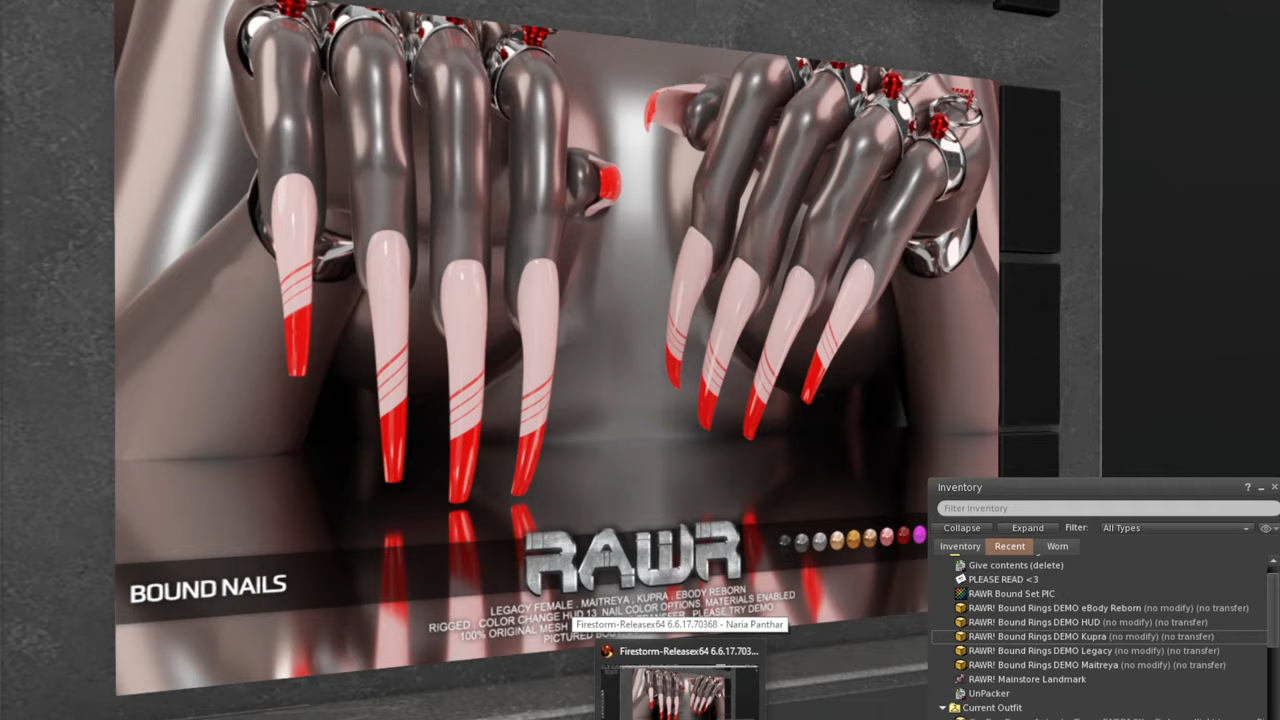 BOUND NAILS
RAWR
LEGACY FEMALE . MAITREYA . KUPRA . EBODY REBORN
RIGGED . COLOR CHANGE HUD 13 NAIL COLOR OPTIONS. MATERIALS ENABLED
100% ORIGINAL MESH
PLEASE TRY DEMO
PICTURED
Firestorm-Releasex64 6.6.17.70368 - Naria Panthar
Firestorm-Releasex64 6.6.17.703...
Inventory
? _ ×
Filter Inventory
Collapse Expand Filter: All Types
Inventory Recent Worn
Give contents (delete)
PLEASE READ <3
RAWR Bound Set PIC
RAWR! Bound Rings DEMO eBody Reborn (no modify) (no transfer)
RAWR! Bound Rings DEMO HUD (no modify) (no transfer)
RAWR! Bound Rings DEMO Kupra (no modify) (no transfer)
RAWR! Bound Rings DEMO Legacy (no modify) (no transfer)
RAWR! Bound Rings DEMO Maitreya (no modify) (no transfer)
RAWR! Mainstore Landmark
UnPacker
Current Outfit